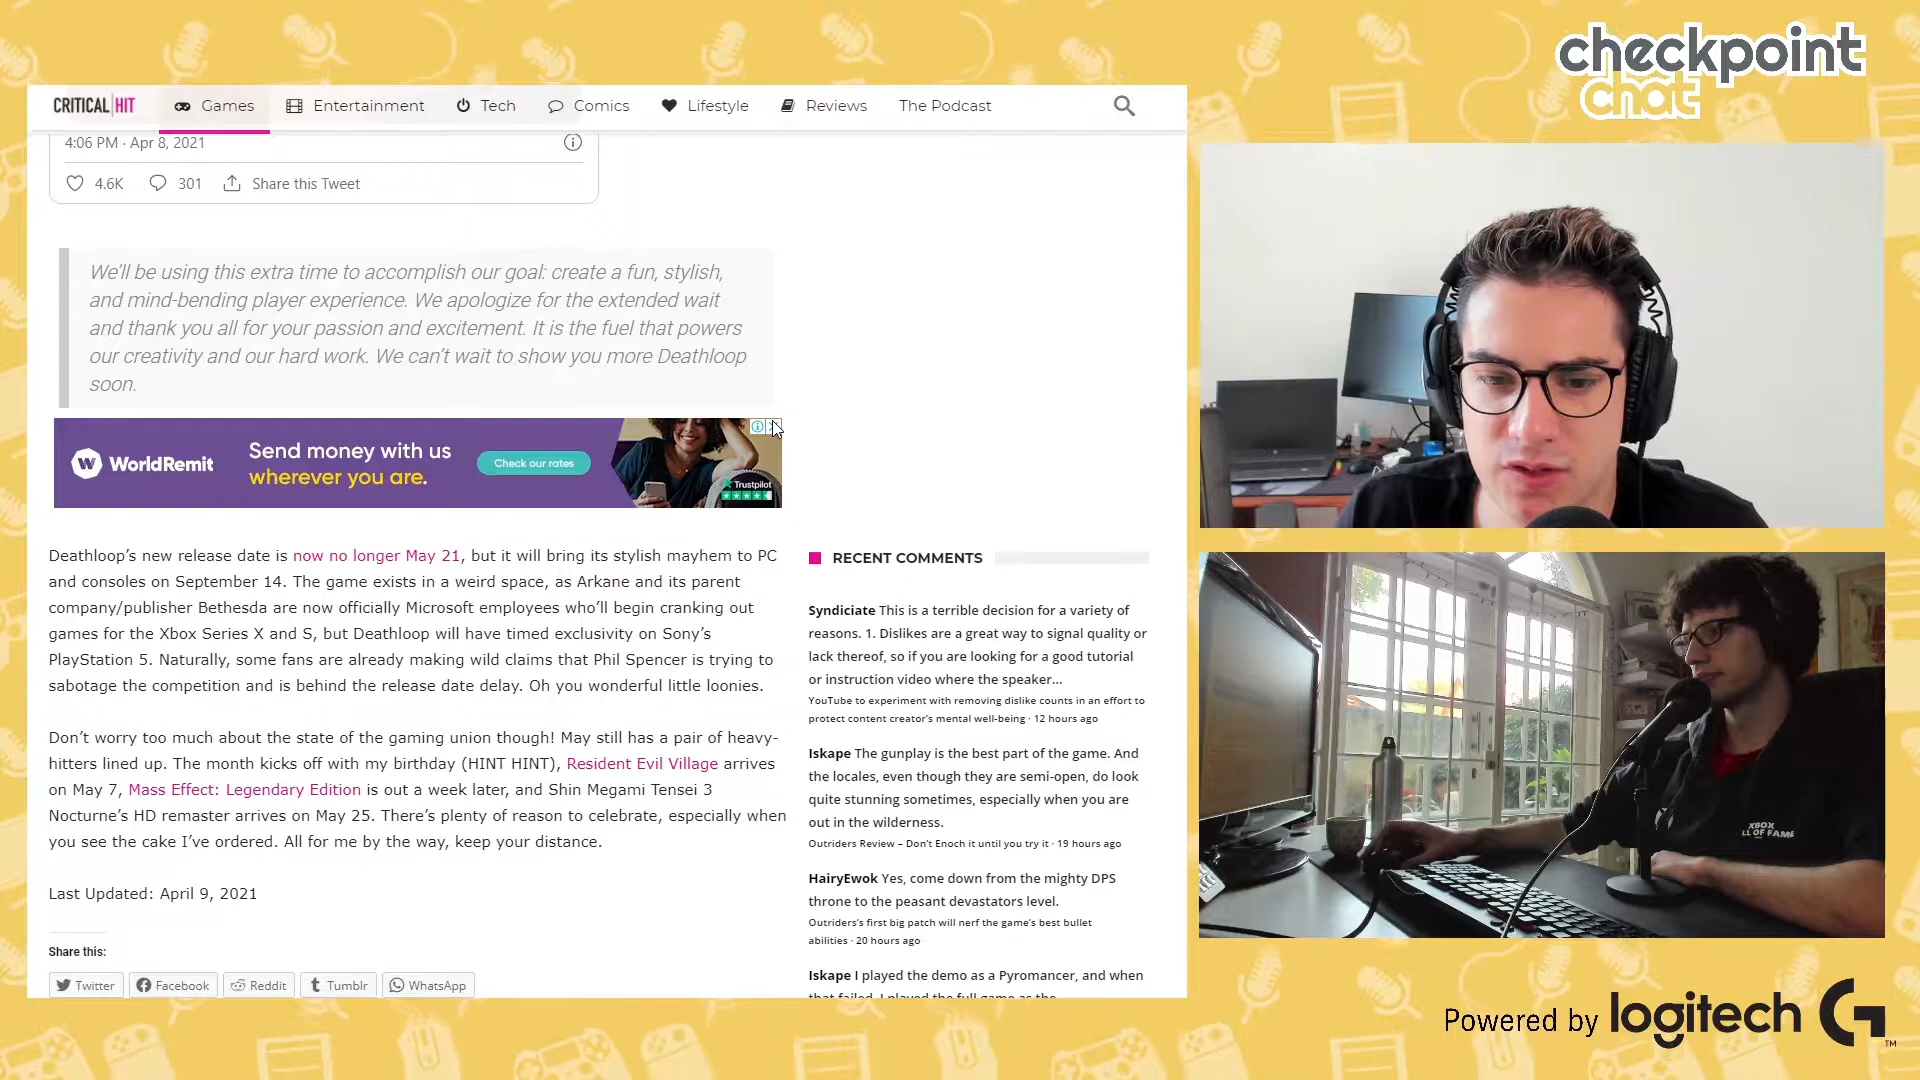 checkpoint
chat
CRITICAL HIT
Games
Entertainment
Tech
Comics
Lifestyle
Reviews
The Podcast
4:06 PM · Apr 8, 2021
4.6K
301
Share this Tweet
We'll be using this extra time to accomplish our goal: create a fun, stylish,
and mind-bending player experience. We apologize for the extended wait
and thank you all for your passion and excitement. It is the fuel that powers
our creativity and our hard work. We can't wait to show you more Deathloop
soon.
W WorldRemit
Send money with us
wherever you are.
Check our rates
Trustpilot
Deathloop's new release date is now no longer May 21, but it will bring its stylish mayhem to PC
and consoles on September 14. The game exists in a weird space, as Arkane and its parent
company/publisher Bethesda are now officially Microsoft employees who'll begin cranking out
games for the Xbox Series X and S, but Deathloop will have timed exclusivity on Sony's
PlayStation 5. Naturally, some fans are already making wild claims that Phil Spencer is trying to
sabotage the competition and is behind the release date delay. Oh you wonderful little loonies.
Don't worry too much about the state of the gaming union though! May still has a pair of heavy-
hitters lined up. The month kicks off with my birthday (HINT HINT), Resident Evil Village arrives
on May 7, Mass Effect: Legendary Edition is out a week later, and Shin Megami Tensei 3
Nocturne's HD remaster arrives on May 25. There's plenty of reason to celebrate, especially when
you see the cake I've ordered. All for me by the way, keep your distance.
Last Updated: April 9, 2021
Share this:
Twitter
Facebook
Reddit
Tumblr
WhatsApp
RECENT COMMENTS
Syndiciate This is a terrible decision for a variety of
reasons. 1. Dislikes are a great way to signal quality or
lack thereof, so if you are looking for a good tutorial
or instruction video where the speaker...
YouTube to experiment with removing dislike counts in an effort to
protect content creator's mental well-being · 12 hours ago
Iskape The gunplay is the best part of the game. And
the locales, even though they are semi-open, do look
quite stunning sometimes, especially when you are
out in the wilderness.
Outriders Review – Don't Enoch it until you try it · 19 hours ago
HairyEwok Yes, come down from the mighty DPS
throne to the peasant devastators level.
Outriders's first big patch will nerf the game's best bullet
abilities · 20 hours ago
Iskape I played the demo as a Pyromancer, and when
that failed, I played the full game as the
XBOX
LL OF FAME
Powered by logitech G
TM